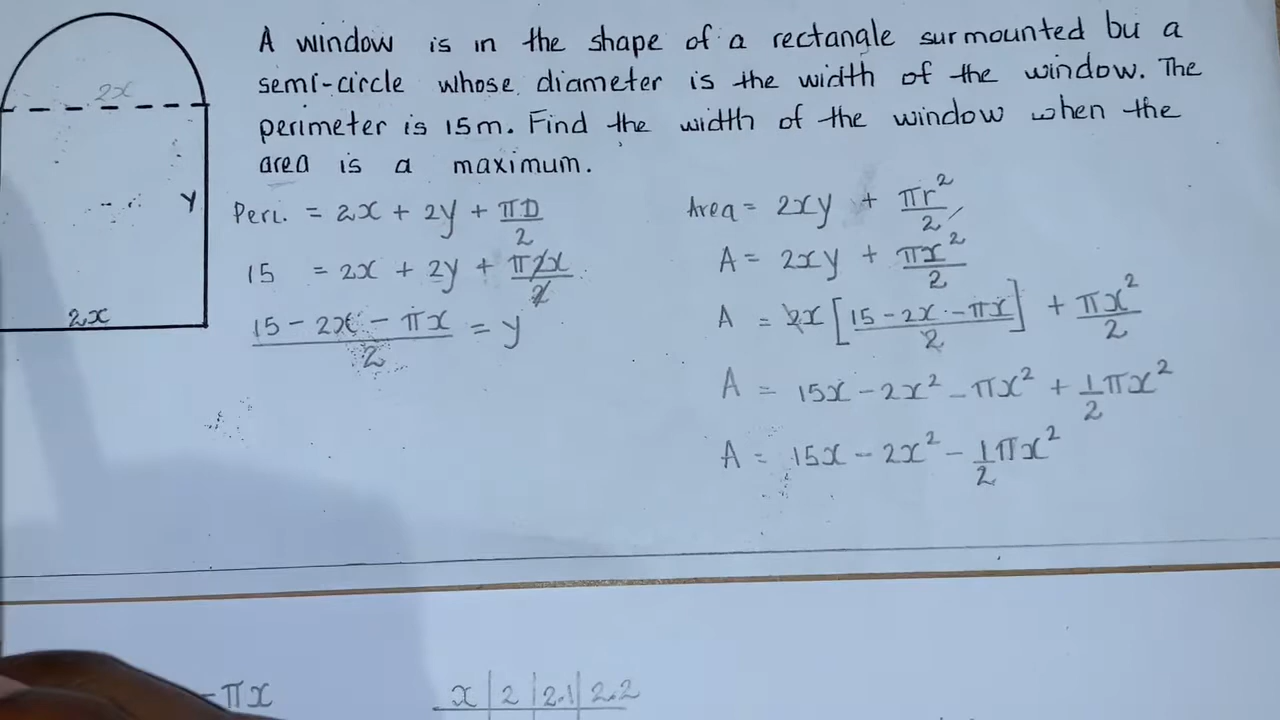 A window is in the shape of a rectangle surmounted bu a
semi-circle whose diameter is the width of the window. The
perimeter is 15m. Find the width of the window when the
area is a maximum.
2x
y
2x
Peri. = 2x + 2y + πD/2
15 = 2x + 2y + π2x/2
15 - 2x - πx/2 = y
Area = 2xy + πr²/2
A = 2xy + πx²/2
A = 2x[15 - 2x - πx/2] + πx²/2
A = 15x - 2x² - πx² + 1/2πx²
A = 15x - 2x² - 1/2πx²
- πx
x | 2 | 2.1 | 2.2